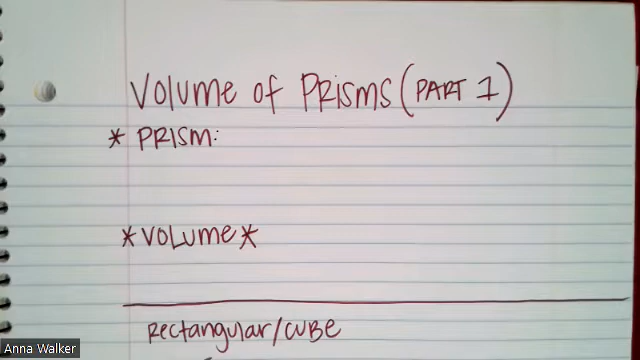 Volume of Prisms (PART 1)
* PRISM:
*VOLUME*
Rectangular/CUBE
Anna Walker